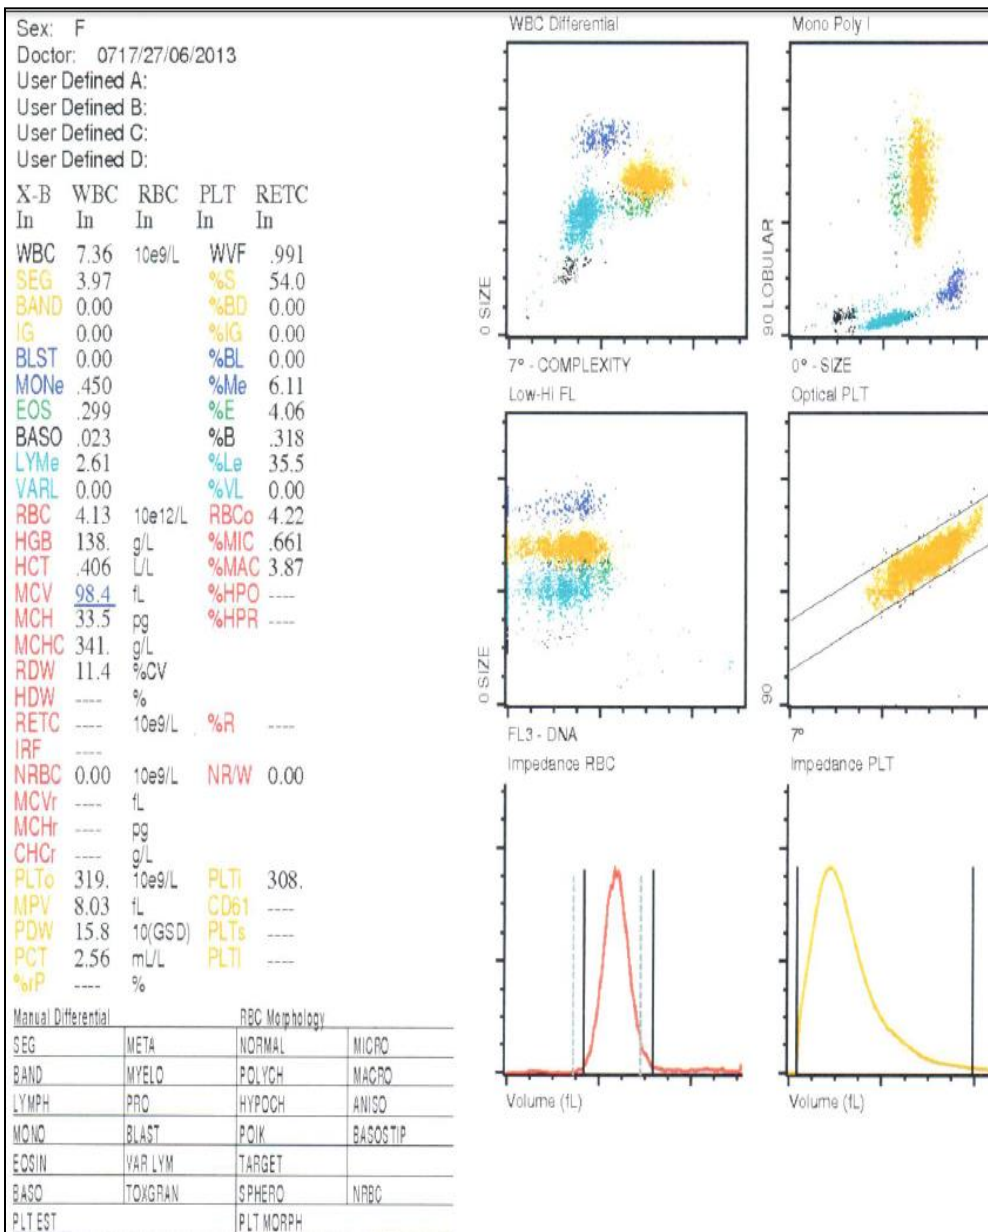 Sex: F
Doctor: 0717/27/06/2013
User Defined A:
User Defined B:
User Defined C:
User Defined D:
X-B WBC RBC PLT RETC
In In In In In
WBC 7.36 10e9/L WVF .991
SEG 3.97 %S 54.0
BAND 0.00 %BD 0.00
IG 0.00 %IG 0.00
BLST 0.00 %BL 0.00
MONe .450 %Me 6.11
EOS .299 %E 4.06
BASO .023 %B .318
LYMe 2.61 %Le 35.5
VARL 0.00 %VL 0.00
RBC 4.13 10e12/L RBCo 4.22
HGB 138. g/L %MIC .661
HCT .406 L/L %MAC 3.87
MCV 98.4 fL %HPO ----
MCH 33.5 pg %HPR ----
MCHC 341. g/L
RDW 11.4 %CV
HDW ---- %
RETC ---- 10e9/L %R ----
IRF ----
NRBC 0.00 10e9/L NR/W 0.00
MCVr ---- fL
MCHr ---- pg
CHCr ---- g/L
PLTo 319. 10e9/L PLTi 308.
MPV 8.03 fL CD61 ----
PDW 15.8 10(GSD) PLTs ----
PCT 2.56 mL/L PLTl ----
%rP ---- %
Manual Differential RBC Morphology
SEG META NORMAL MICRO
BAND MYELO POLYCH MACRO
LYMPH PRO HYPOCH ANISO
MONO BLAST POIK BASOSTIP
EOSIN VAR LYM TARGET
BASO TOXGRAN SPHERO NRBC
PLT EST PLT MORPH
WBC Differential
0 SIZE
7° - COMPLEXITY
Mono Poly I
90 LOBULAR
0° - SIZE
Low-Hi FL
0 SIZE
FL3 - DNA
Optical PLT
90
7°
Impedance RBC
Volume (fL)
Impedance PLT
Volume (fL)